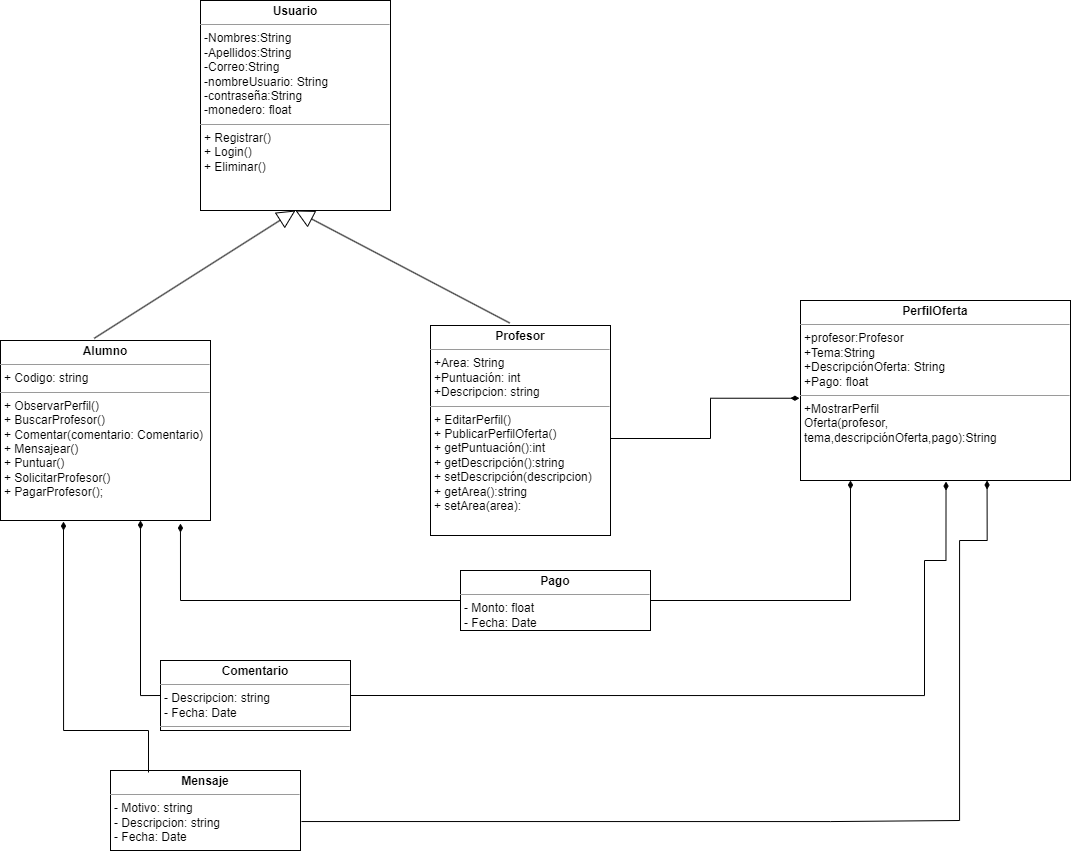 Usuario
-Nombres:String
-Apellidos:String
-Correo:String
-nombreUsuario: String
-contraseña:String
-monedero: float
+ Registrar()
+ Login()
+ Eliminar()
Alumno
+ Codigo: string
+ ObservarPerfil()
+ BuscarProfesor()
+ Comentar(comentario: Comentario)
+ Mensajear()
+ Puntuar()
+ SolicitarProfesor()
+ PagarProfesor();
Profesor
+Area: String
+Puntuación: int
+Descripcion: string
+ EditarPerfil()
+ PublicarPerfilOferta()
+ getPuntuación():int
+ getDescripción():string
+ setDescripción(descripcion)
+ getArea():string
+ setArea(area):
PerfilOferta
+profesor:Profesor
+Tema:String
+DescripciónOferta: String
+Pago: float
+MostrarPerfil
Oferta(profesor,
tema,descripciónOferta,pago):String
Pago
- Monto: float
- Fecha: Date
Comentario
- Descripcion: string
- Fecha: Date
Mensaje
- Motivo: string
- Descripcion: string
- Fecha: Date